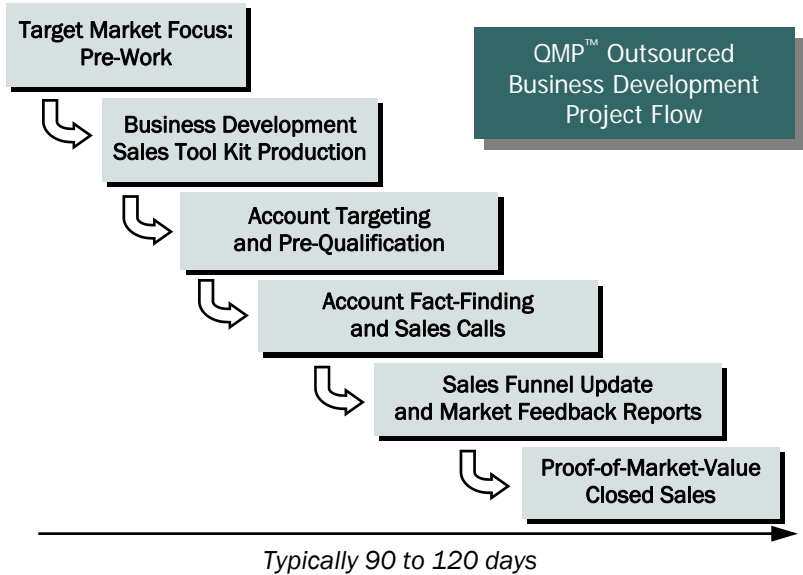 Target Market Focus:
Pre-Work
QMP™ Outsourced
Business Development
Project Flow
Business Development
Sales Tool Kit Production
Account Targeting
and Pre-Qualification
Account Fact-Finding
and Sales Calls
Sales Funnel Update
and Market Feedback Reports
Proof-of-Market-Value
Closed Sales
Typically 90 to 120 days